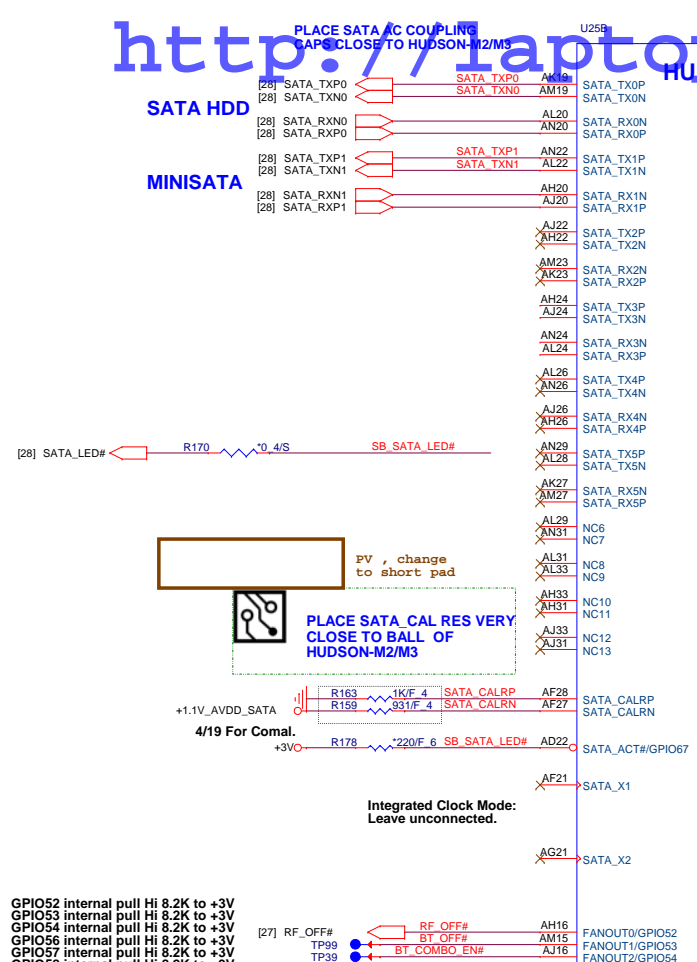 http://lapto
PLACE SATA AC COUPLING
CAPS CLOSE TO HUDSON-M2/M3
U25B
HU
SATA HDD
[28] SATA_TXP0 SATA_TXP0 AK19 SATA_TX0P
[28] SATA_TXN0 SATA_TXN0 AM19 SATA_TX0N
[28] SATA_RXN0 AL20 SATA_RX0N
[28] SATA_RXP0 AN20 SATA_RX0P
MINISATA
[28] SATA_TXP1 SATA_TXP1 AN22 SATA_TX1P
[28] SATA_TXN1 SATA_TXN1 AL22 SATA_TX1N
[28] SATA_RXN1 AH20 SATA_RX1N
[28] SATA_RXP1 AJ20 SATA_RX1P
AJ22 SATA_TX2P
AH22 SATA_TX2N
AM23 SATA_RX2N
AK23 SATA_RX2P
AH24 SATA_TX3P
AJ24 SATA_TX3N
AN24 SATA_RX3N
AL24 SATA_RX3P
AL26 SATA_TX4P
AN26 SATA_TX4N
AJ26 SATA_RX4N
AH26 SATA_RX4P
[28] SATA_LED# R170 *0_4/S SB_SATA_LED#
AN29 SATA_TX5P
AL28 SATA_TX5N
AK27 SATA_RX5N
AM27 SATA_RX5P
AL29 NC6
AN31 NC7
AL31 NC8
AL33 NC9
AH33 NC10
AH31 NC11
AJ33 NC12
AJ31 NC13
PV , change
to short pad
PLACE SATA_CAL RES VERY
CLOSE TO BALL OF
HUDSON-M2/M3
R163 1K/F_4 SATA_CALRP AF28 SATA_CALRP
+1.1V_AVDD_SATA R159 931/F_4 SATA_CALRN AF27 SATA_CALRN
4/19 For Comal.
+3V R178 *220/F_6 SB_SATA_LED# AD22 SATA_ACT#/GPIO67
AF21 SATA_X1
Integrated Clock Mode:
Leave unconnected.
AG21 SATA_X2
GPIO52 internal pull Hi 8.2K to +3V
GPIO53 internal pull Hi 8.2K to +3V
GPIO54 internal pull Hi 8.2K to +3V
GPIO56 internal pull Hi 8.2K to +3V
GPIO57 internal pull Hi 8.2K to +3V
[27] RF_OFF# RF_OFF# AH16 FANOUT0/GPIO52
TP99 BT_OFF# AM15 FANOUT1/GPIO53
TP39 BT_COMBO_EN# AJ16 FANOUT2/GPIO54